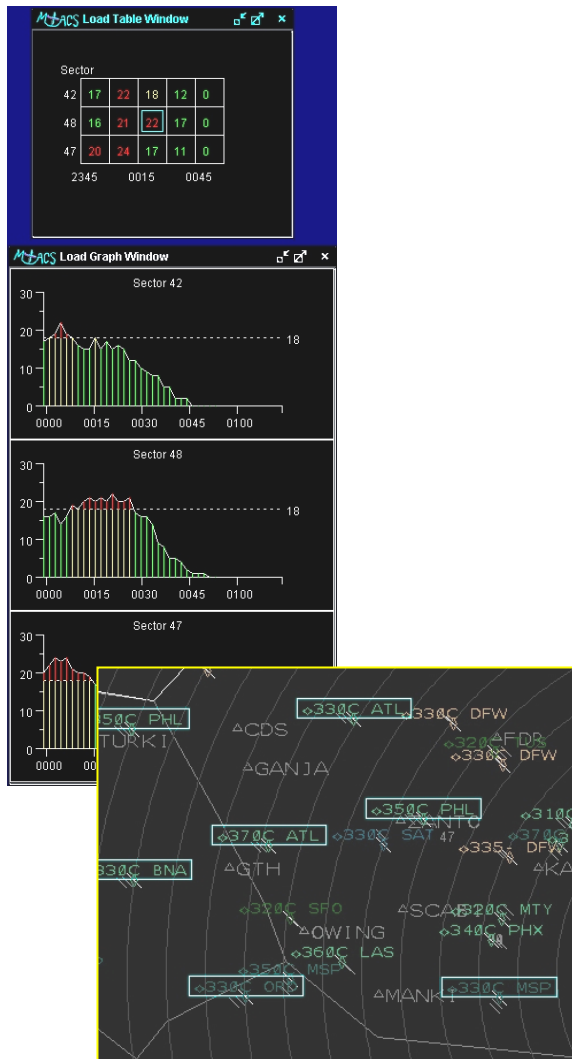 MACS Load Table Window
Sector
42 17 22 18 12 0
48 16 21 22 17 0
47 20 24 17 11 0
2345 0015 0045
MACS Load Graph Window
Sector 42
30
20
18
10
0
0000 0015 0030 0045 0100
Sector 48
30
20
18
10
0
0000 0015 0030 0045 0100
Sector 47
30
20
10
0
0000
330C ATL
330C DFW
350C PHL
CDS
FDR
TURKI
320C
330C DFW
GANJA
350C PHL
310C
370C ATL
330C SAT
47
370C
335- DFW
330C BNA
GTH
KA
320C SFO
320C MTY
OWING
340C PHX
360C LAS
350C MSP
330C
MANKI
330C MSP